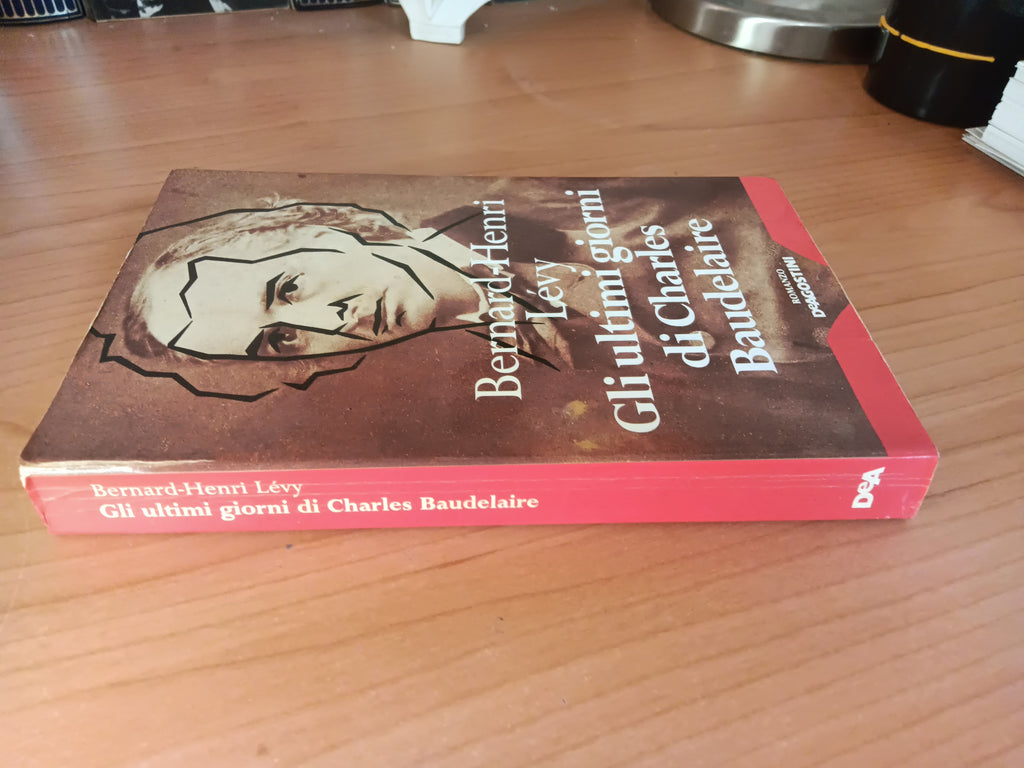 Bernard-Henri
Lévy
Gli ultimi giorni
di Charles
Baudelaire
ROMANZO
DeAGOSTINI
Bernard-Henri Lévy
Gli ultimi giorni di Charles Baudelaire
DeA